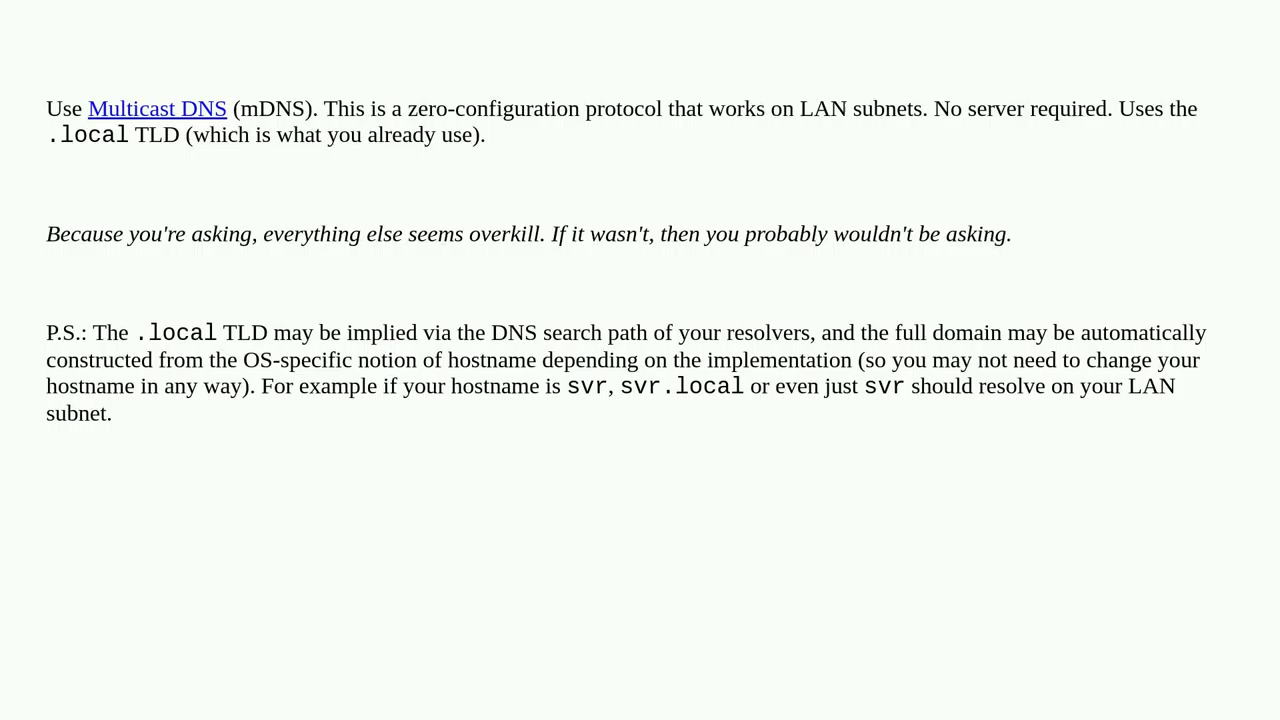 Use Multicast DNS (mDNS). This is a zero-configuration protocol that works on LAN subnets. No server required. Uses the
.local TLD (which is what you already use).
Because you're asking, everything else seems overkill. If it wasn't, then you probably wouldn't be asking.
P.S.: The .local TLD may be implied via the DNS search path of your resolvers, and the full domain may be automatically
constructed from the OS-specific notion of hostname depending on the implementation (so you may not need to change your
hostname in any way). For example if your hostname is svr, svr.local or even just svr should resolve on your LAN
subnet.